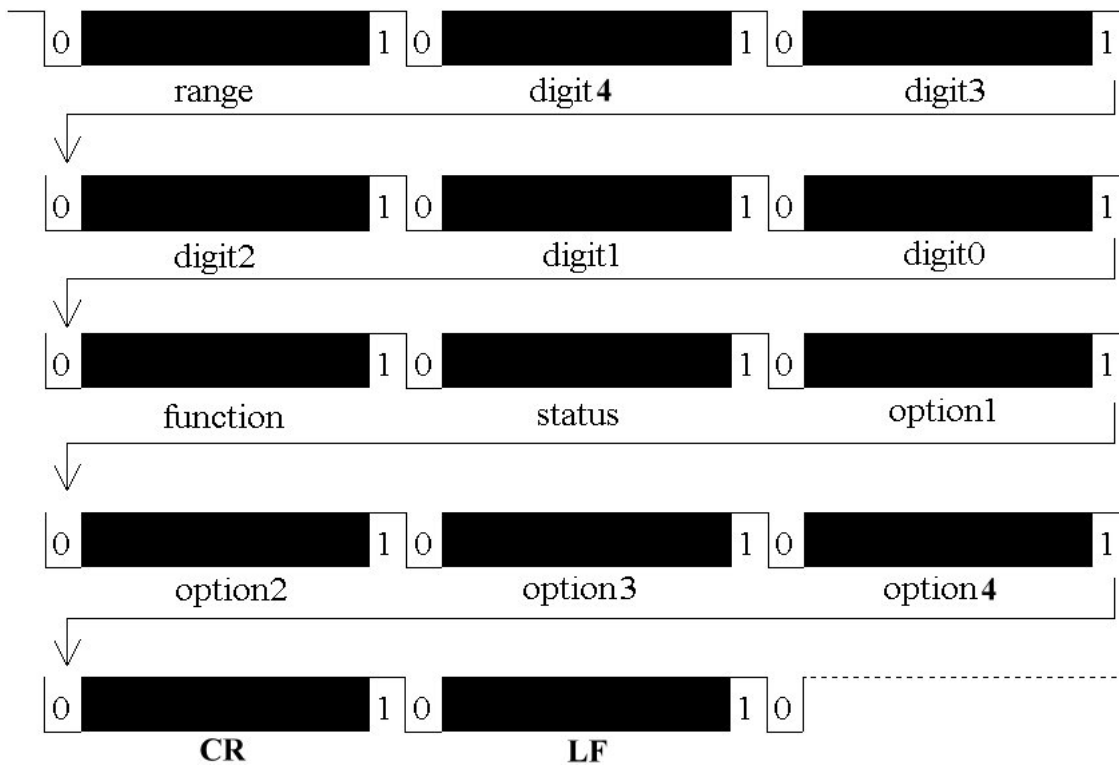 0 1 0 1 0 1
range digit4 digit3
0 1 0 1 0 1
digit2 digit1 digit0
0 1 0 1 0 1
function status option1
0 1 0 1 0 1
option2 option3 option4
0 1 0 1 0
CR LF